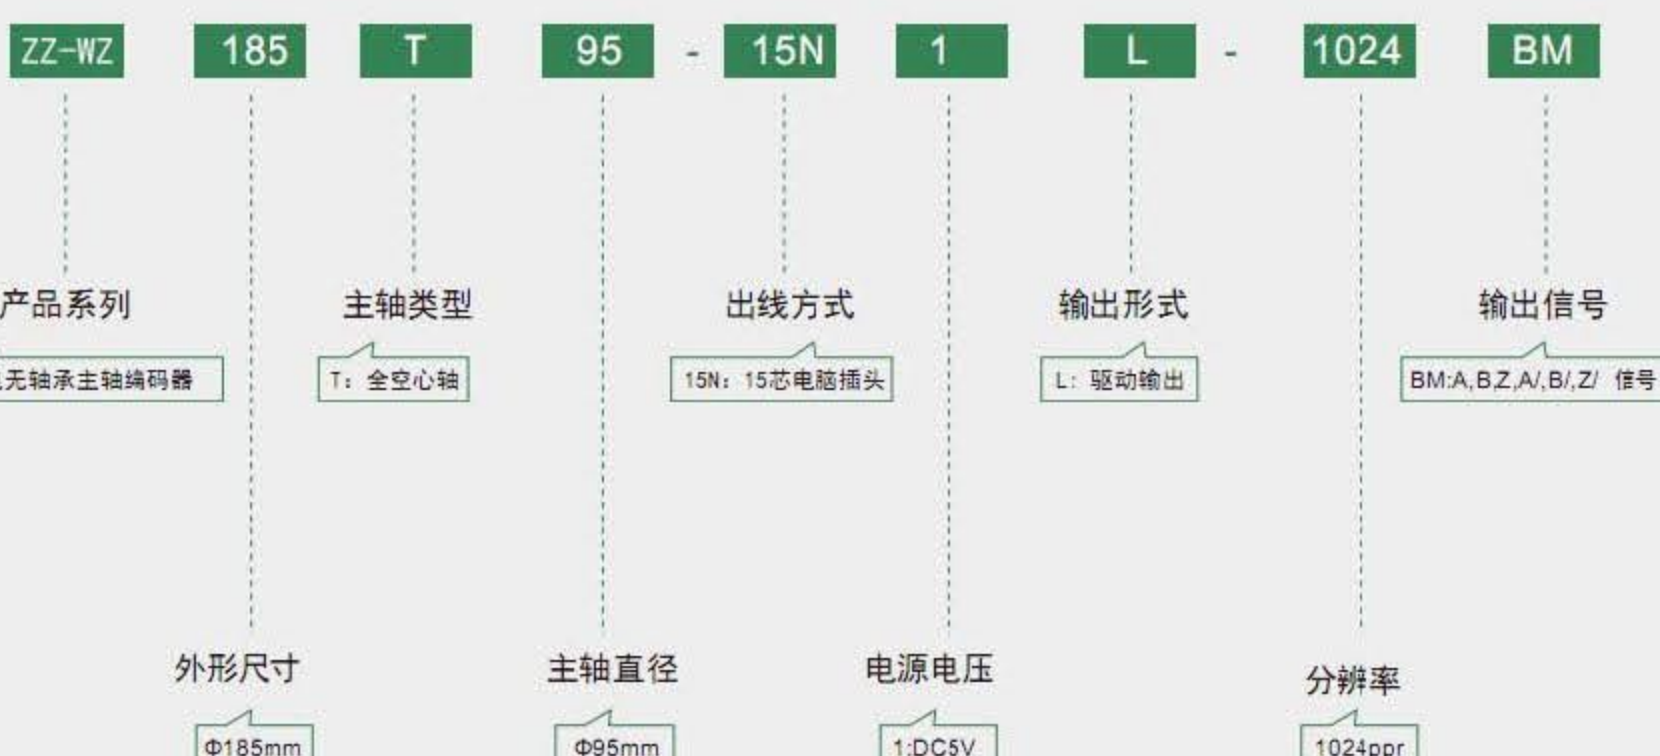 ZZ-WZ 185 T 95 - 15N 1 L - 1024 BM
产品系列 主轴类型 出线方式 输出形式 输出信号
无轴承主轴编码器 T: 全空心轴 15N: 15芯电脑插头 L: 驱动输出 BM:A,B,Z,A/,B/,Z/ 信号
外形尺寸 主轴直径 电源电压 分辨率
Φ185mm Φ95mm 1:DC5V 1024ppr